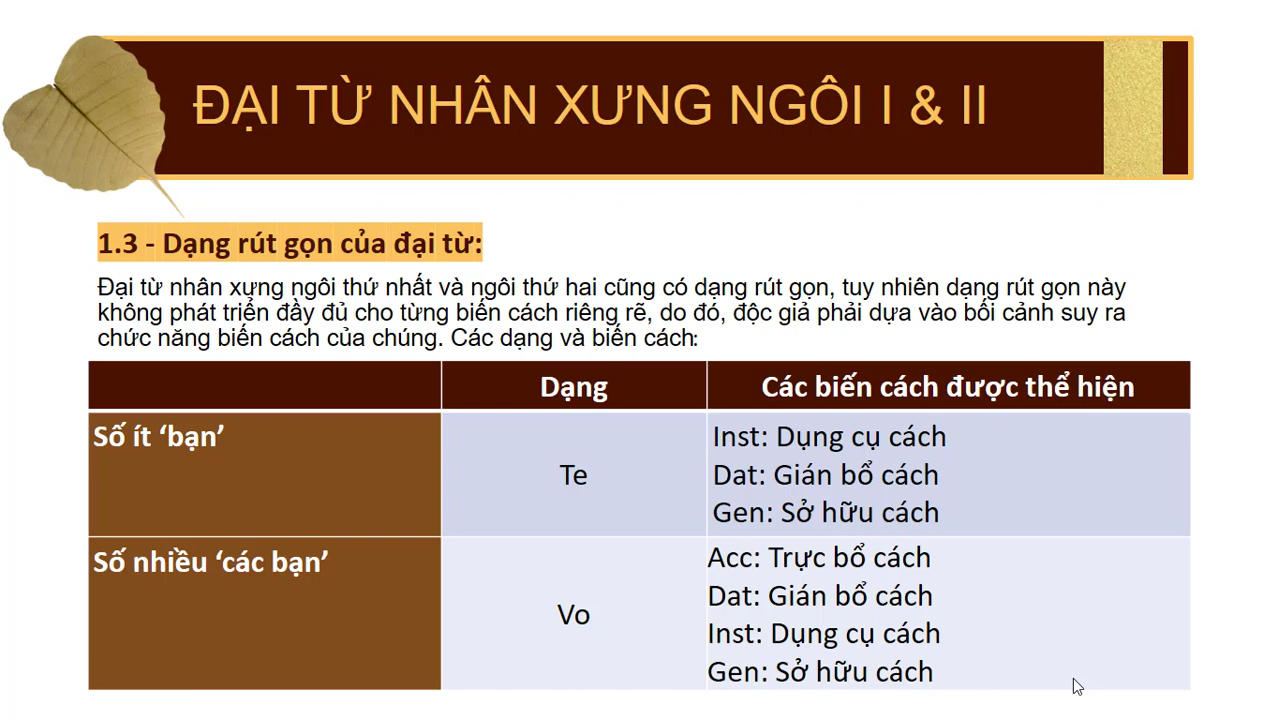 ĐẠI TỪ NHÂN XƯNG NGÔI I & II
1.3 - Dạng rút gọn của đại từ:
Đại từ nhân xưng ngôi thứ nhất và ngôi thứ hai cũng có dạng rút gọn, tuy nhiên dạng rút gọn này
không phát triển đầy đủ cho từng biến cách riêng rẽ, do đó, độc giả phải dựa vào bối cảnh suy ra
chức năng biến cách của chúng. Các dạng và biến cách:
Dạng
Các biến cách được thể hiện
Số ít ‘bạn’
Te
Inst: Dụng cụ cách
Dat: Gián bổ cách
Gen: Sở hữu cách
Số nhiều ‘các bạn’
Vo
Acc: Trực bổ cách
Dat: Gián bổ cách
Inst: Dụng cụ cách
Gen: Sở hữu cách